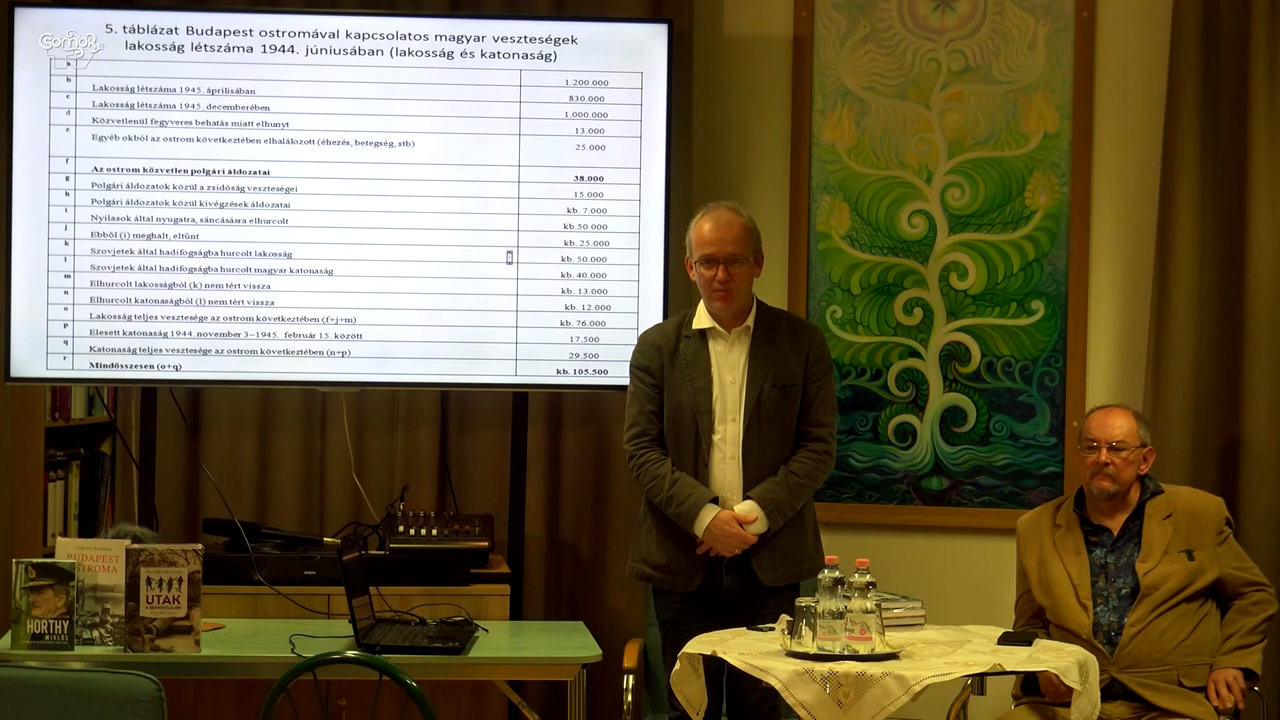 5. táblázat Budapest ostromával kapcsolatos magyar veszteségek
lakosság létszáma 1944. júniusában (lakosság és katonaság)
a
b 1.200.000
Lakosság létszáma 1945. áprilisában
c 830.000
Lakosság létszáma 1945. decemberében
d 1.000.000
Közvetlenül fegyveres behatás miatt elhunyt
e 13.000
Egyéb okból az ostrom következtében elhalálozott (éhezés, betegség, stb)
25.000
f
Az ostrom közvetlen polgári áldozatai
g 38.000
Polgári áldozatok közül a zsidóság veszteségei
h 15.000
Polgári áldozatok közül kivégzések áldozatai
i kb. 7.000
Nyilasok által nyugatra, sáncásásra elhurcolt
j kb.50.000
Ebből (i) meghalt, eltűnt
k kb. 25.000
Szovjetek által hadifogságba hurcolt lakosság
l kb. 50.000
Szovjetek által hadifogságba hurcolt magyar katonaság
m kb. 40.000
Elhurcolt lakosságból (k) nem tért vissza
n kb. 13.000
Elhurcolt katonaságból (l) nem tért vissza
o kb. 12.000
Lakosság teljes vesztesége az ostrom következtében (f+j+m)
p kb. 76.000
Elesett katonaság 1944. november 3–1945. február 15. között
q 17.500
Katonaság teljes vesztesége az ostrom következtében (n+p)
r 29.500
Mindösszesen (o+q)
kb. 105.500
BUDAPEST
OSTROMA
HORTHY
MIKLÓS
UTAK